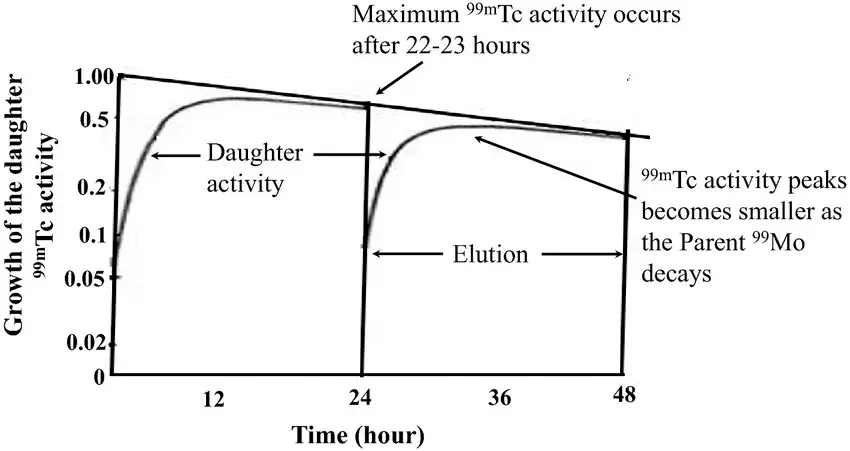 Maximum ⁹⁹ᵐTc activity occurs
after 22-23 hours
Growth of the daughter
⁹⁹ᵐTc activity
1.00
0.5
0.2
0.1
0.05
0.02
0
Daughter
activity
Elution
⁹⁹ᵐTc activity peaks
becomes smaller as
the Parent ⁹⁹Mo
decays
12
24
36
48
Time (hour)